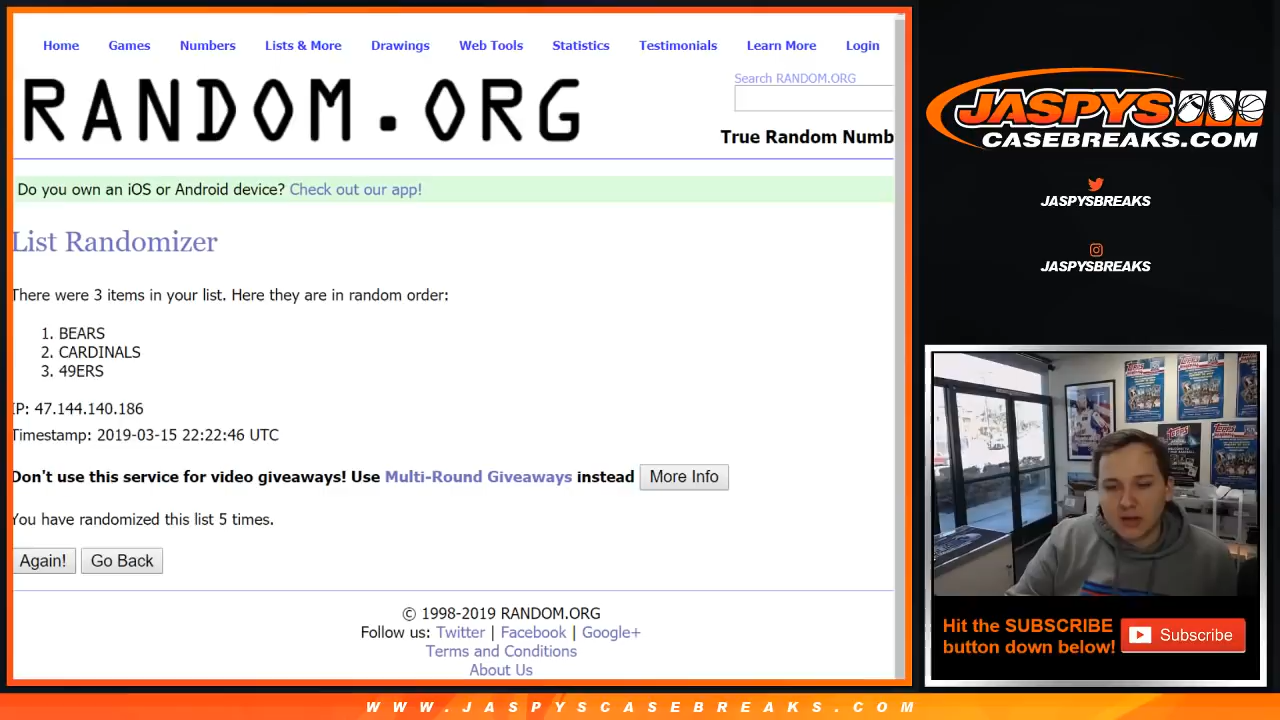 Home Games Numbers Lists & More Drawings Web Tools Statistics Testimonials Learn More Login
RANDOM.ORG
Search RANDOM.ORG
True Random Numb
Do you own an iOS or Android device? Check out our app!
List Randomizer
There were 3 items in your list. Here they are in random order:
1. BEARS
2. CARDINALS
3. 49ERS
IP: 47.144.140.186
Timestamp: 2019-03-15 22:22:46 UTC
Don't use this service for video giveaways! Use Multi-Round Giveaways instead More Info
You have randomized this list 5 times.
Again! Go Back
© 1998-2019 RANDOM.ORG
Follow us: Twitter | Facebook | Google+
Terms and Conditions
About Us
JASPYS
CASEBREAKS.COM
JASPYSBREAKS
JASPYSBREAKS
Hit the SUBSCRIBE
button down below!
Subscribe
WWW.JASPYSCASEBREAKS.COM